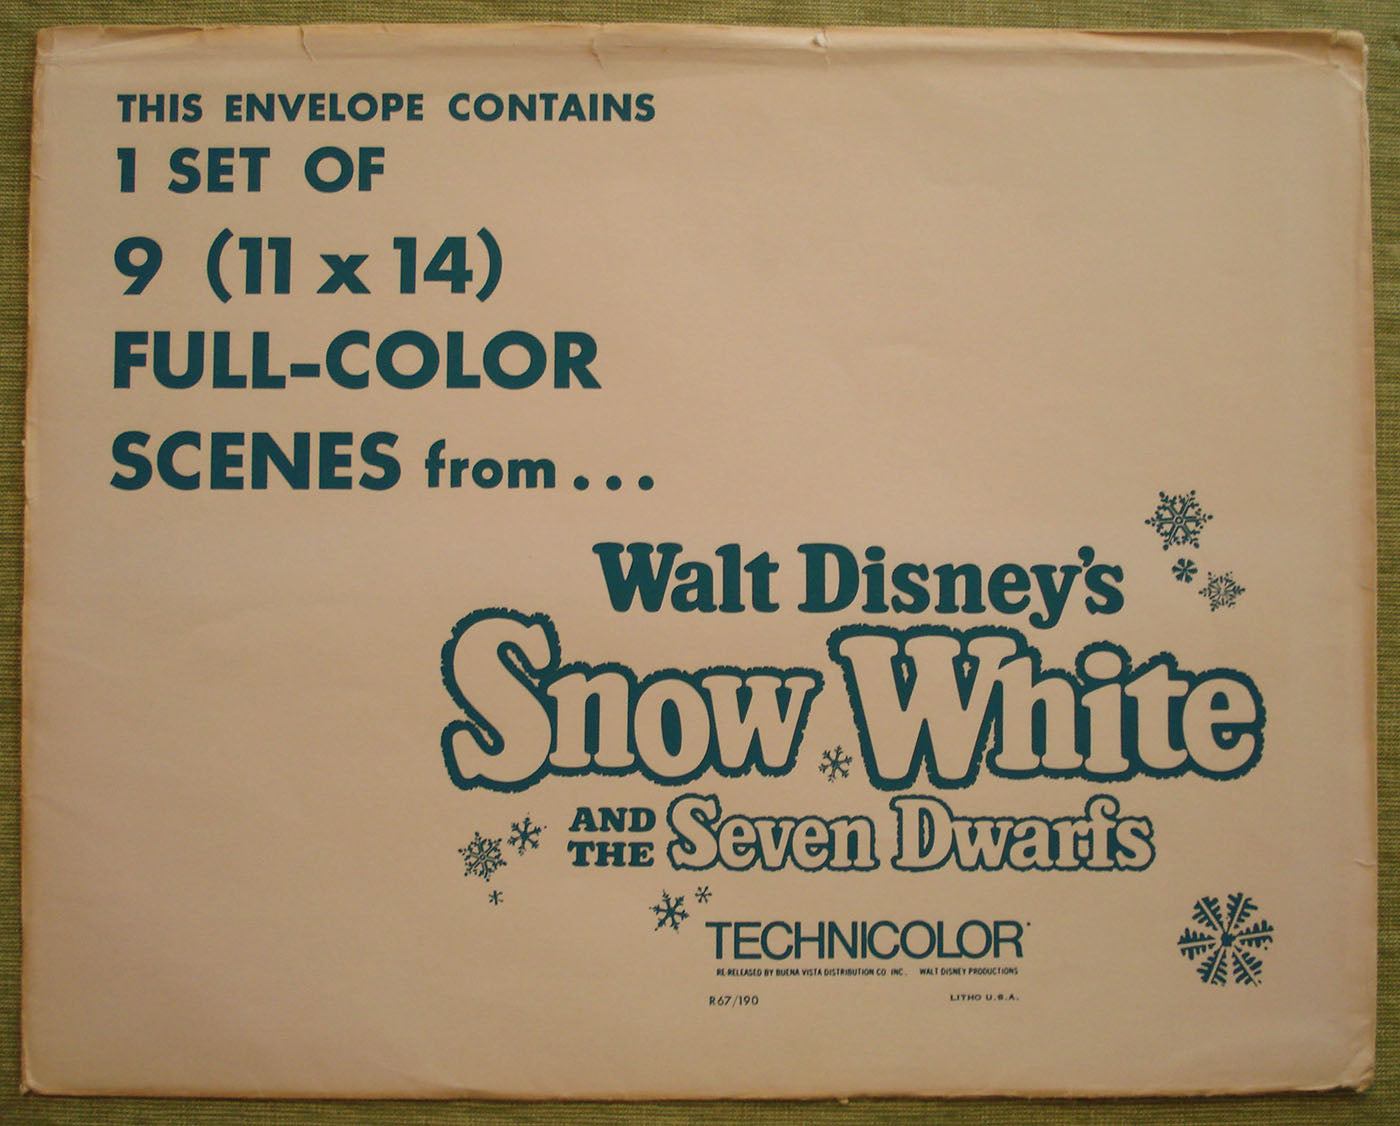 THIS ENVELOPE CONTAINS
1 SET OF
9 (11 x 14)
FULL-COLOR
SCENES from...
Walt Disney's
Snow White
AND THE Seven Dwarfs
TECHNICOLOR
RE-RELEASED BY BUENA VISTA DISTRIBUTION CO. INC. WALT DISNEY PRODUCTIONS
R67/190 LITHO U.S.A.